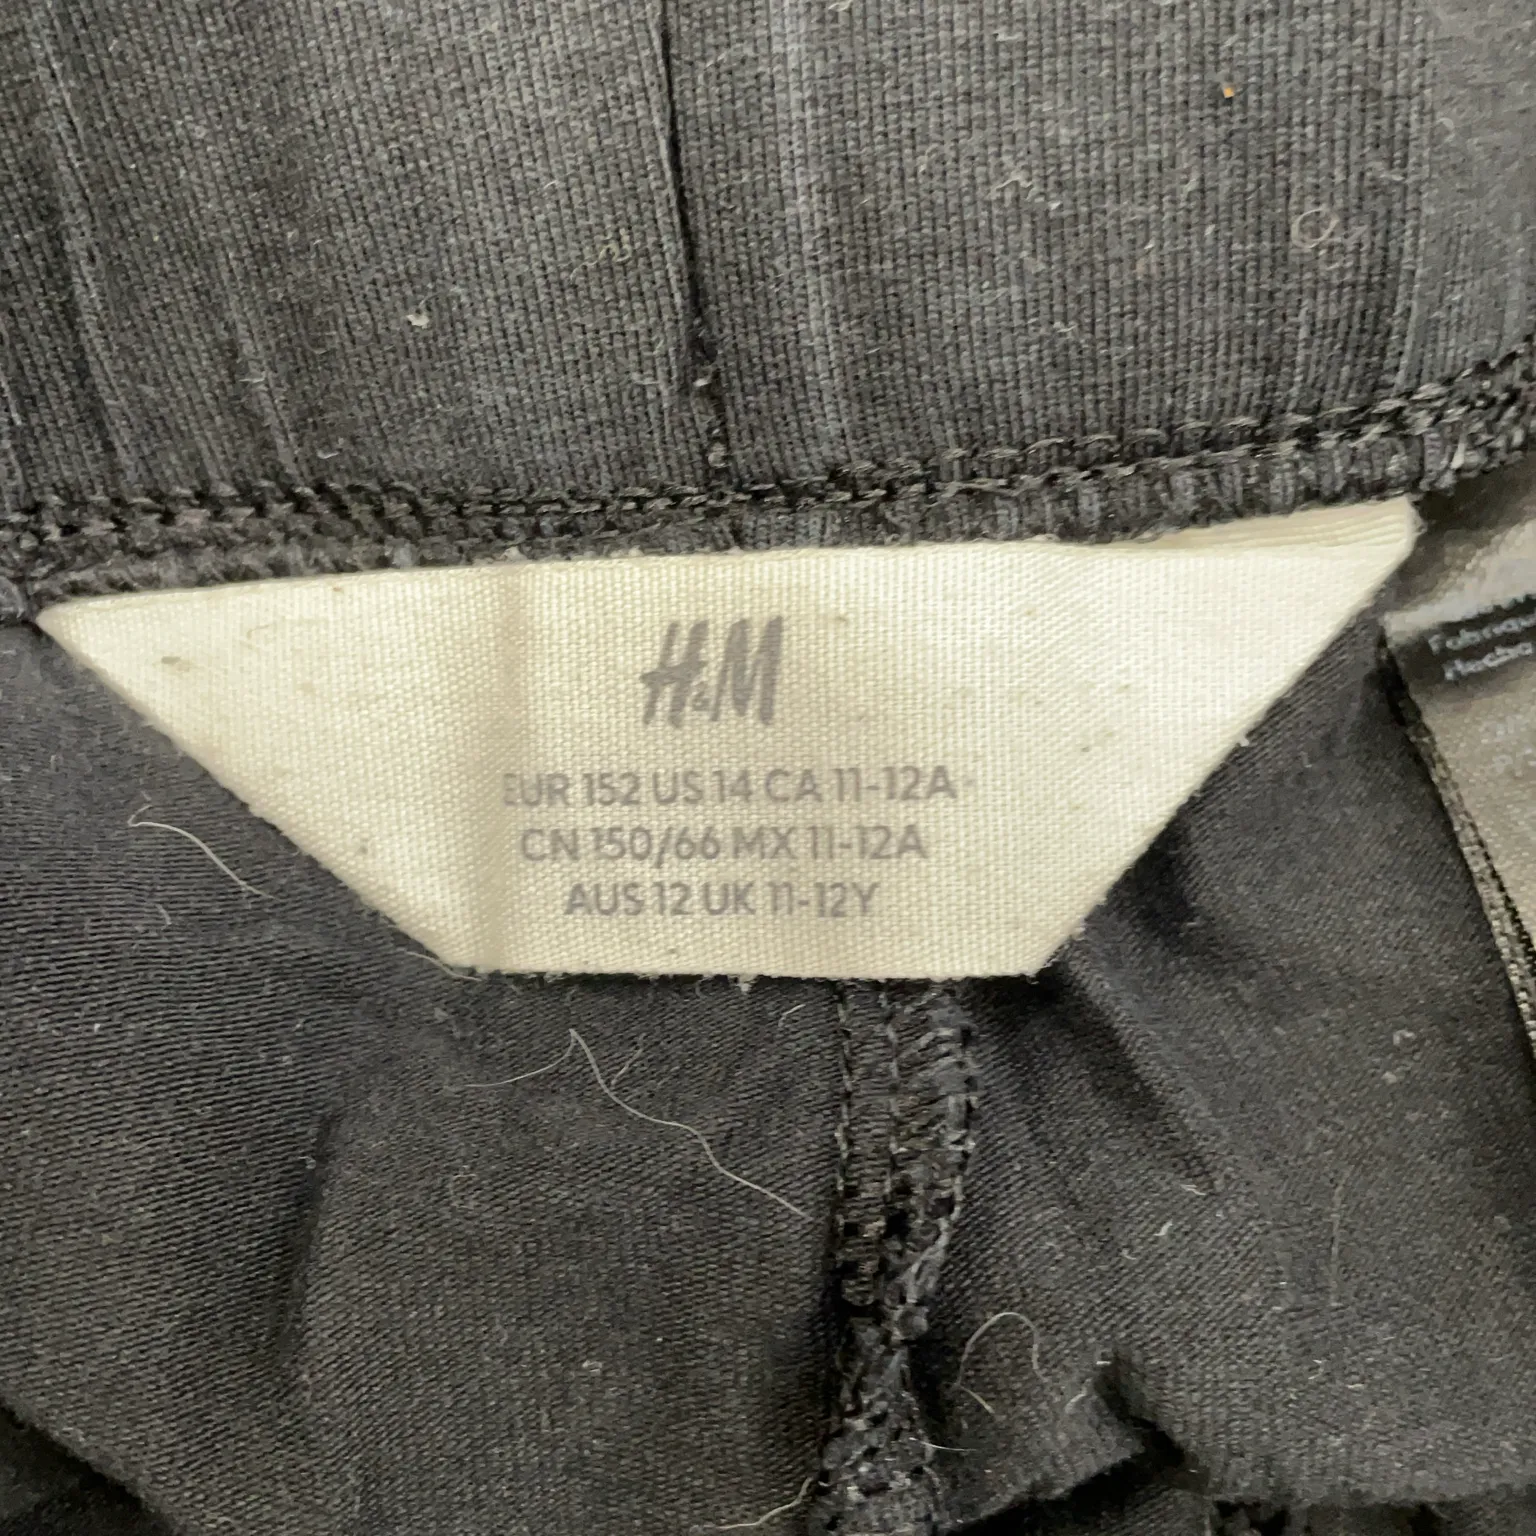 H&M
EUR 152 US 14 CA 11-12A
CN 150/66 MX 11-12A
AUS 12 UK 11-12Y